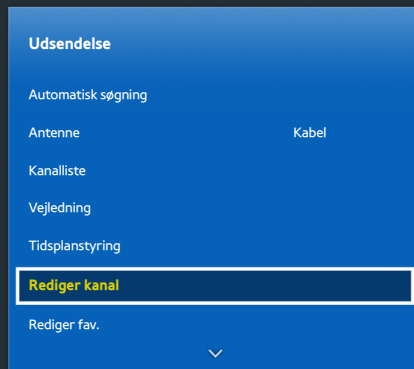 Udsendelse
Automatisk søgning
Antenne Kabel
Kanalliste
Vejledning
Tidsplanstyring
Rediger kanal
Rediger fav.